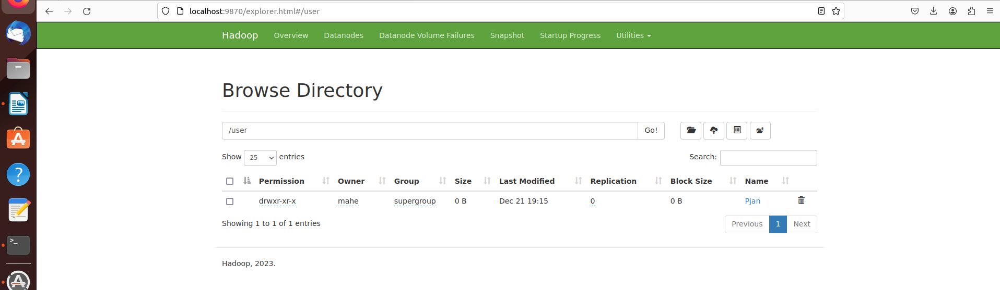 localhost:9870/explorer.html#/user
Hadoop Overview Datanodes Datanode Volume Failures Snapshot Startup Progress Utilities
Browse Directory
/user Go!
Show 25 entries Search:
Permission Owner Group Size Last Modified Replication Block Size Name
drwxr-xr-x mahe supergroup 0 B Dec 21 19:15 0 0 B Pjan
Showing 1 to 1 of 1 entries Previous 1 Next
Hadoop, 2023.